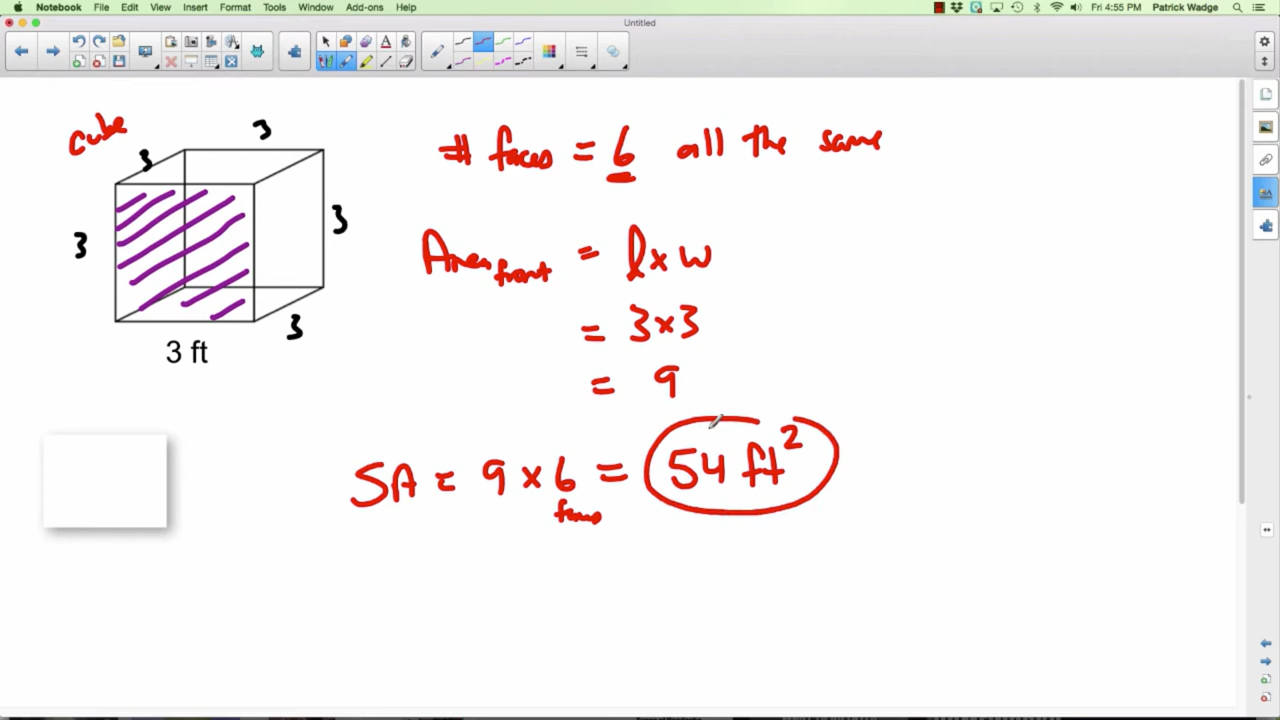 Notebook File Edit View Insert Format Tools Window Add-ons Help Fri 4:55 PM Patrick Wadge
Untitled
cube
3
3
3
3
3
3 ft
# faces = 6 all the same
Area front = l x w
= 3 x 3
= 9
SA = 9 x 6 = 54 ft²
faces